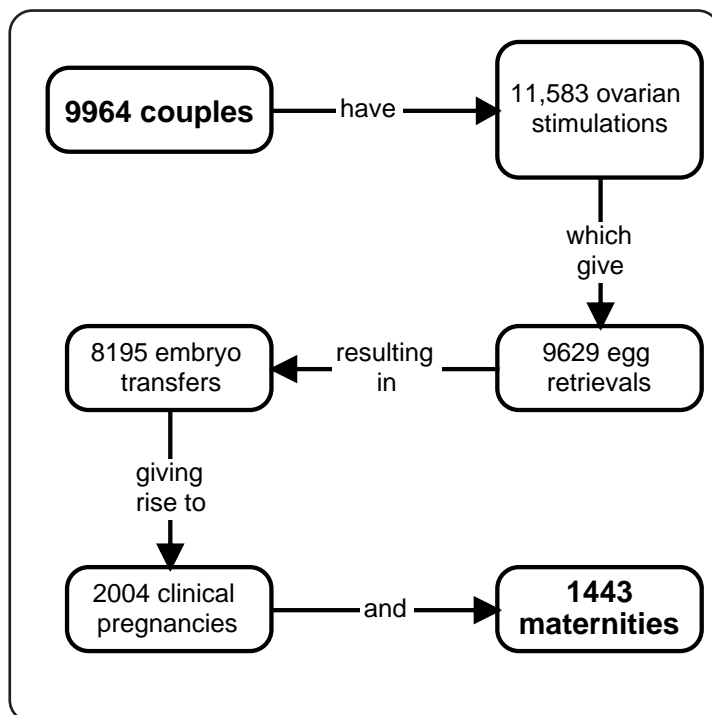 9964 couples
have
11,583 ovarian
stimulations
which
give
9629 egg
retrievals
resulting
in
8195 embryo
transfers
giving
rise to
2004 clinical
pregnancies
and
1443
maternities